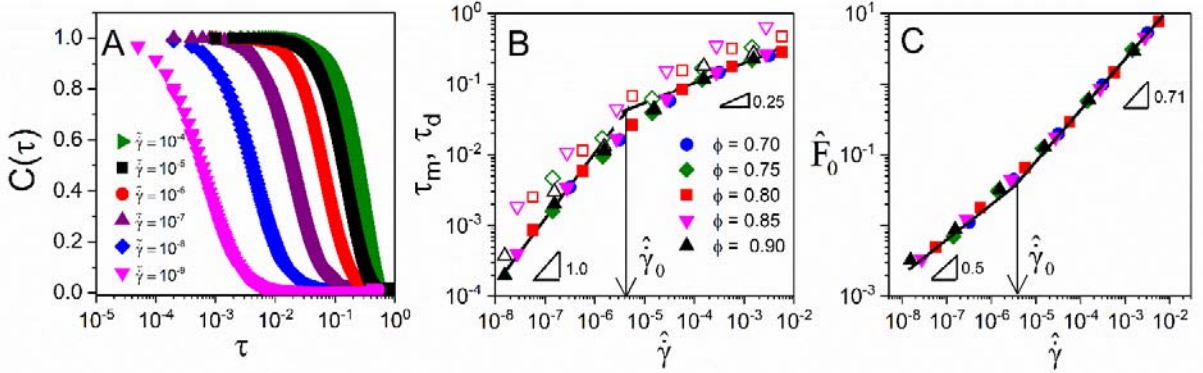 A
C(τ)
1.0
0.8
0.6
0.4
0.2
0.0
γ̃̇ = 10⁻⁴
γ̃̇ = 10⁻⁵
γ̃̇ = 10⁻⁶
γ̃̇ = 10⁻⁷
γ̃̇ = 10⁻⁸
γ̃̇ = 10⁻⁹
10⁻⁵ 10⁻⁴ 10⁻³ 10⁻² 10⁻¹ 10⁰
τ
B
τₘ, τ_d
10⁰
10⁻¹
10⁻²
10⁻³
10⁻⁴
0.25
ϕ = 0.70
ϕ = 0.75
ϕ = 0.80
ϕ = 0.85
ϕ = 0.90
1.0
γ̂̇₀
10⁻⁸ 10⁻⁷ 10⁻⁶ 10⁻⁵ 10⁻⁴ 10⁻³ 10⁻²
γ̂̇
C
F̂₀
10¹
10⁻¹
10⁻³
0.71
0.5
γ̂̇₀
10⁻⁸ 10⁻⁷ 10⁻⁶ 10⁻⁵ 10⁻⁴ 10⁻³ 10⁻²
γ̂̇